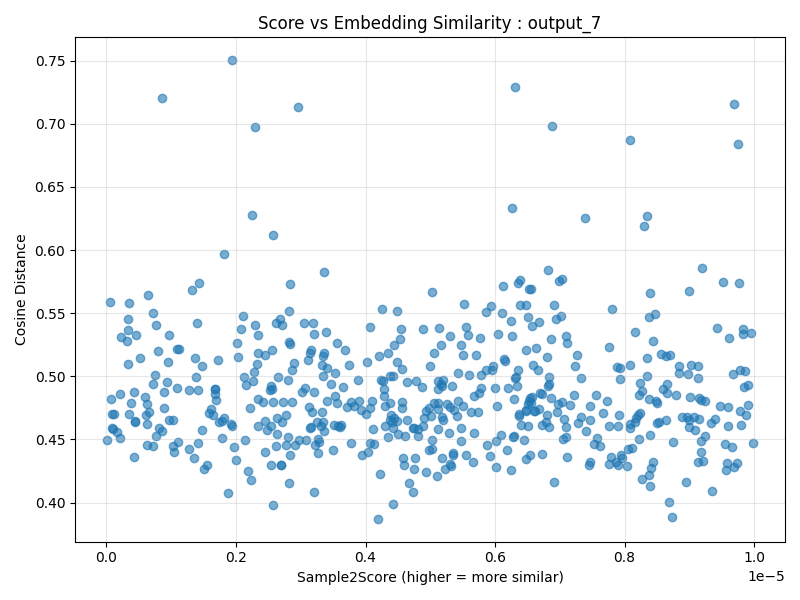 Score vs Embedding Similarity : output_7
Cosine Distance
0.75
0.70
0.65
0.60
0.55
0.50
0.45
0.40
0.0 0.2 0.4 0.6 0.8 1.0
1e−5
Sample2Score (higher = more similar)